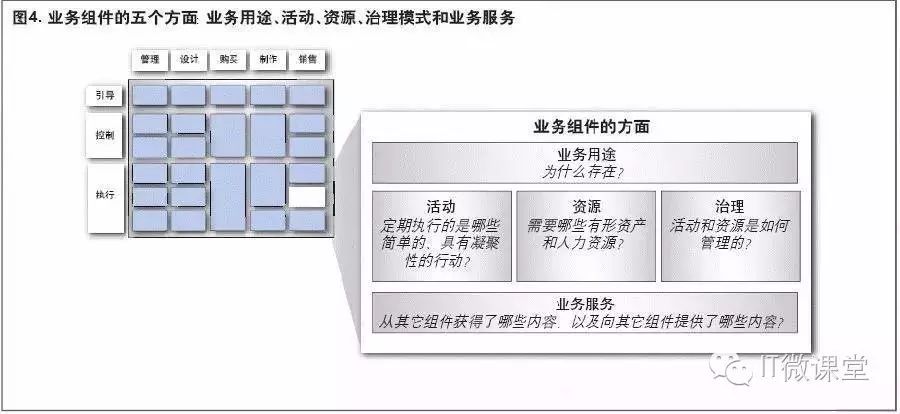 图4. 业务组件的五个方面: 业务用途、活动、资源、治理模式和业务服务
管理 设计 购买 制作 销售
引导
控制
执行
业务组件的方面
业务用途
为什么存在？
活动
定期执行的是哪些
简单的、具有凝聚
性的行动？
资源
需要哪些有形资产
和人力资源？
治理
活动和资源是如何
管理的？
业务服务
从其它组件获得了哪些内容，以及向其它组件提供了哪些内容？
IT微课堂